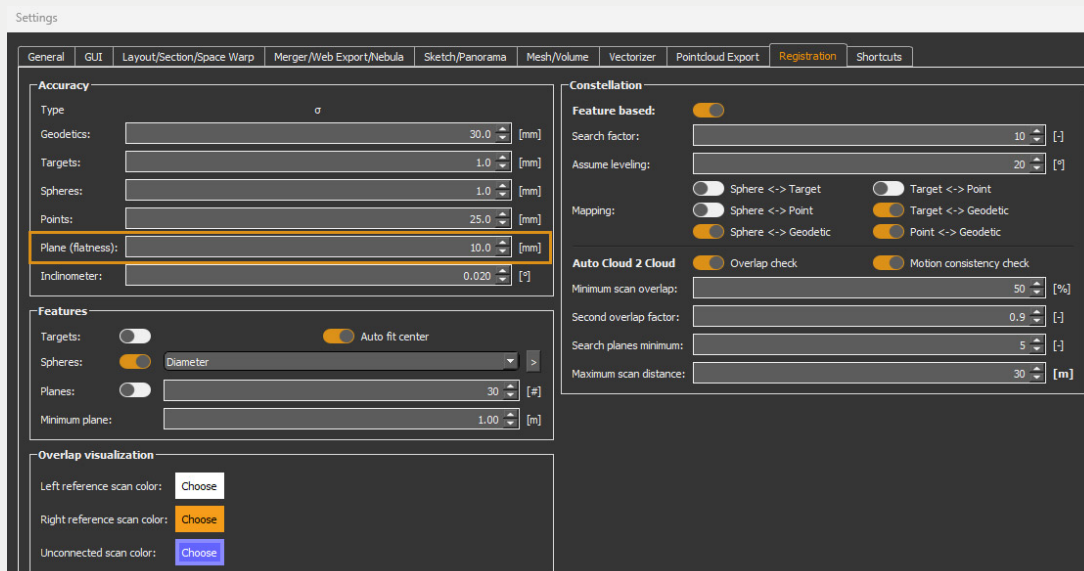 Settings
General GUI Layout/Section/Space Warp Merger/Web Export/Nebula Sketch/Panorama Mesh/Volume Vectorizer Pointcloud Export Registration Shortcuts
Accuracy
Type σ
Geodetics: 30.0 [mm]
Targets: 1.0 [mm]
Spheres: 1.0 [mm]
Points: 25.0 [mm]
Plane (flatness): 10.0 [mm]
Inclinometer: 0.020 [°]
Features
Targets: Auto fit center
Spheres: Diameter >
Planes: 30 [#]
Minimum plane: 1.00 [m]
Overlap visualization
Left reference scan color: Choose
Right reference scan color: Choose
Unconnected scan color: Choose
Constellation
Feature based:
Search factor: 10 [-]
Assume leveling: 20 [°]
Sphere <-> Target Target <-> Point
Mapping: Sphere <-> Point Target <-> Geodetic
Sphere <-> Geodetic Point <-> Geodetic
Auto Cloud 2 Cloud Overlap check Motion consistency check
Minimum scan overlap: 50 [%]
Second overlap factor: 0.9 [-]
Search planes minimum: 5 [-]
Maximum scan distance: 30 [m]